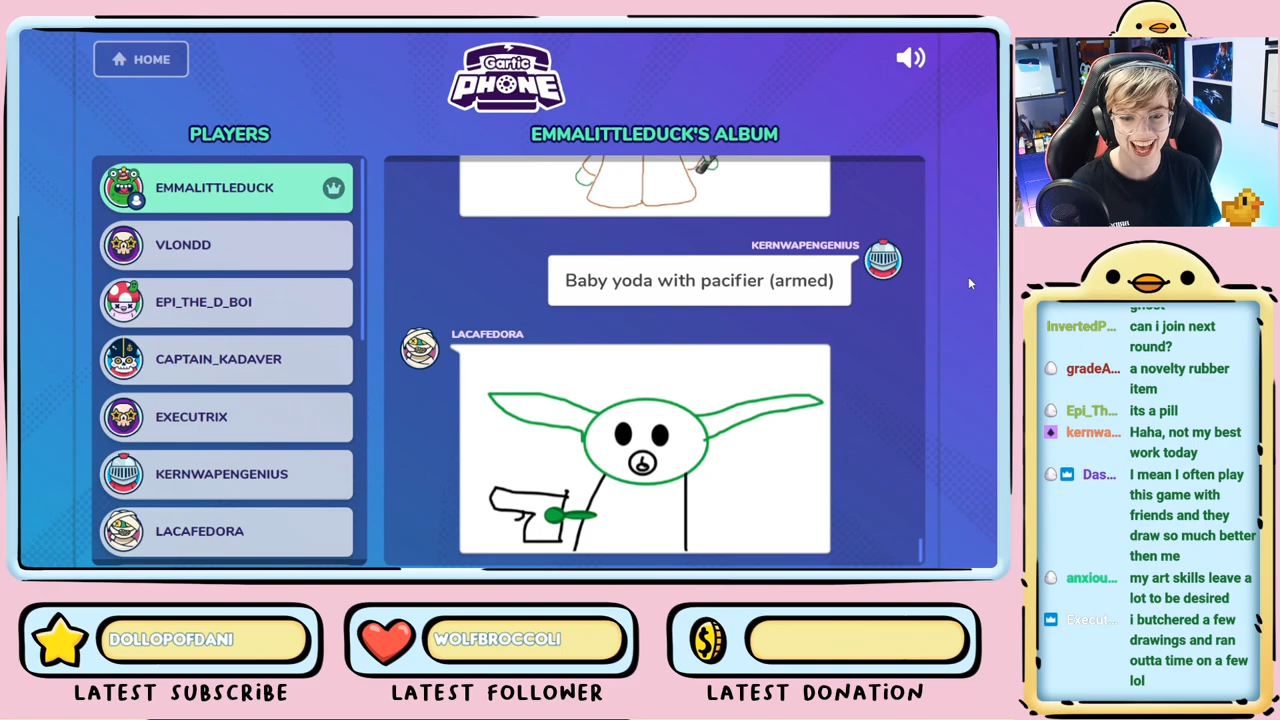 HOME
Gartic
PHONE
PLAYERS
EMMALITTLEDUCK'S ALBUM
EMMALITTLEDUCK
VLONDD
EPI_THE_D_BOI
CAPTAIN_KADAVER
EXECUTRIX
KERNWAPENGENIUS
LACAFEDORA
KERNWAPENGENIUS
Baby yoda with pacifier (armed)
LACAFEDORA
InvertedP... can i join next
round?
gradeA... a novelty rubber
item
Epi_Th... its a pill
kernwa... Haha, not my best
work today
Das... I mean I often play
this game with
friends and they
draw so much better
then me
anxiou... my art skills leave a
lot to be desired
Execut... i butchered a few
drawings and ran
outta time on a few
lol
DOLLOPOFDANI
WOLFBROCCOLI
LATEST SUBSCRIBE
LATEST FOLLOWER
LATEST DONATION